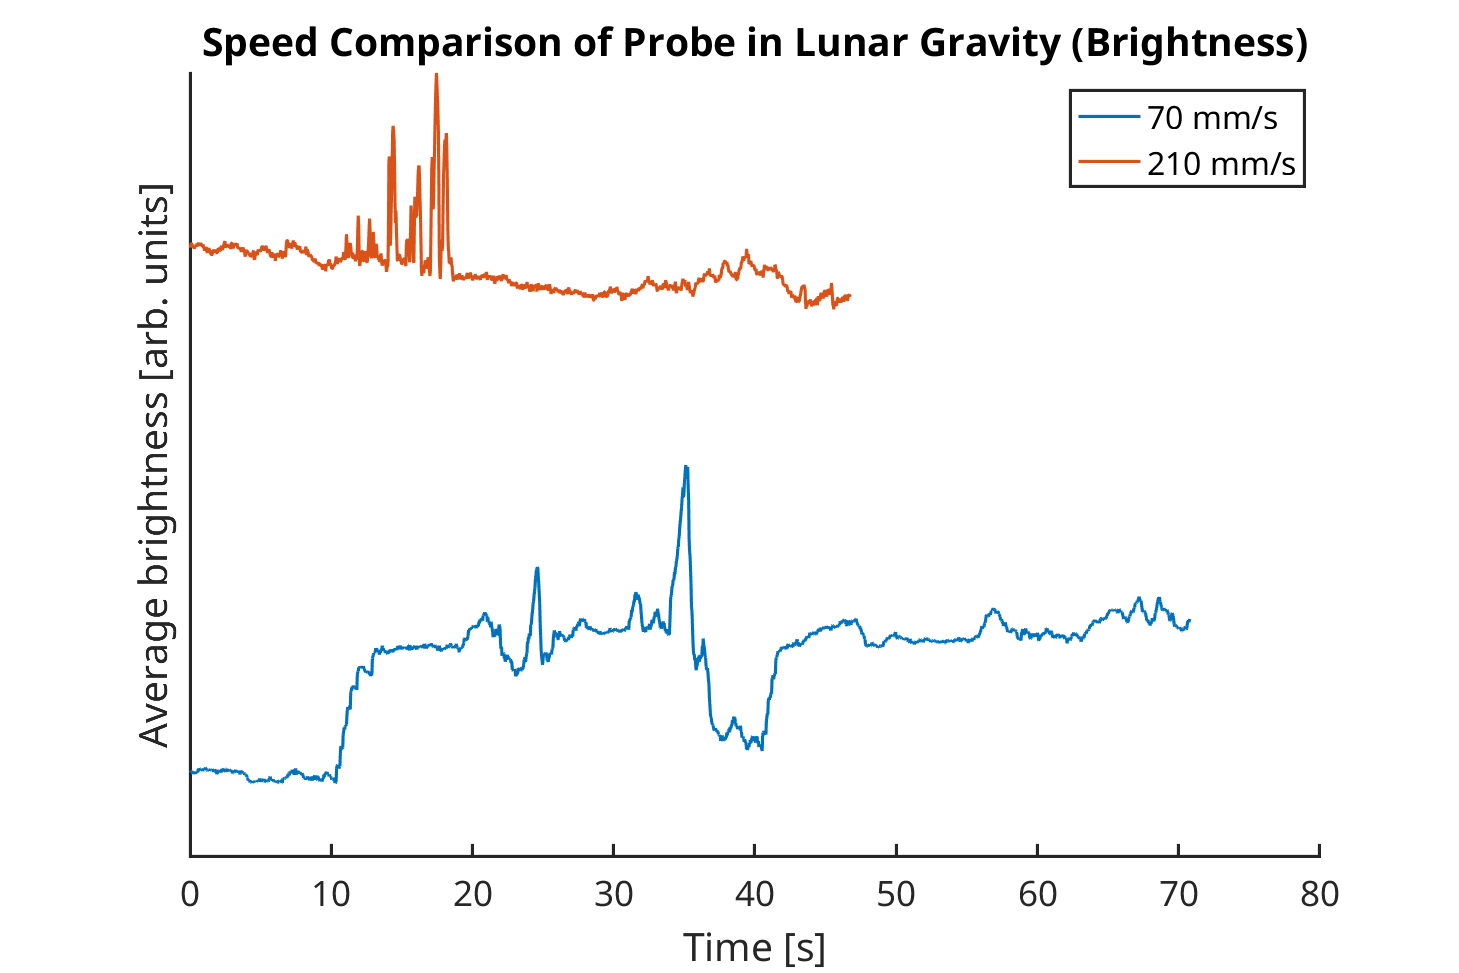 Speed Comparison of Probe in Lunar Gravity (Brightness)
70 mm/s
210 mm/s
Average brightness [arb. units]
0 10 20 30 40 50 60 70 80
Time [s]